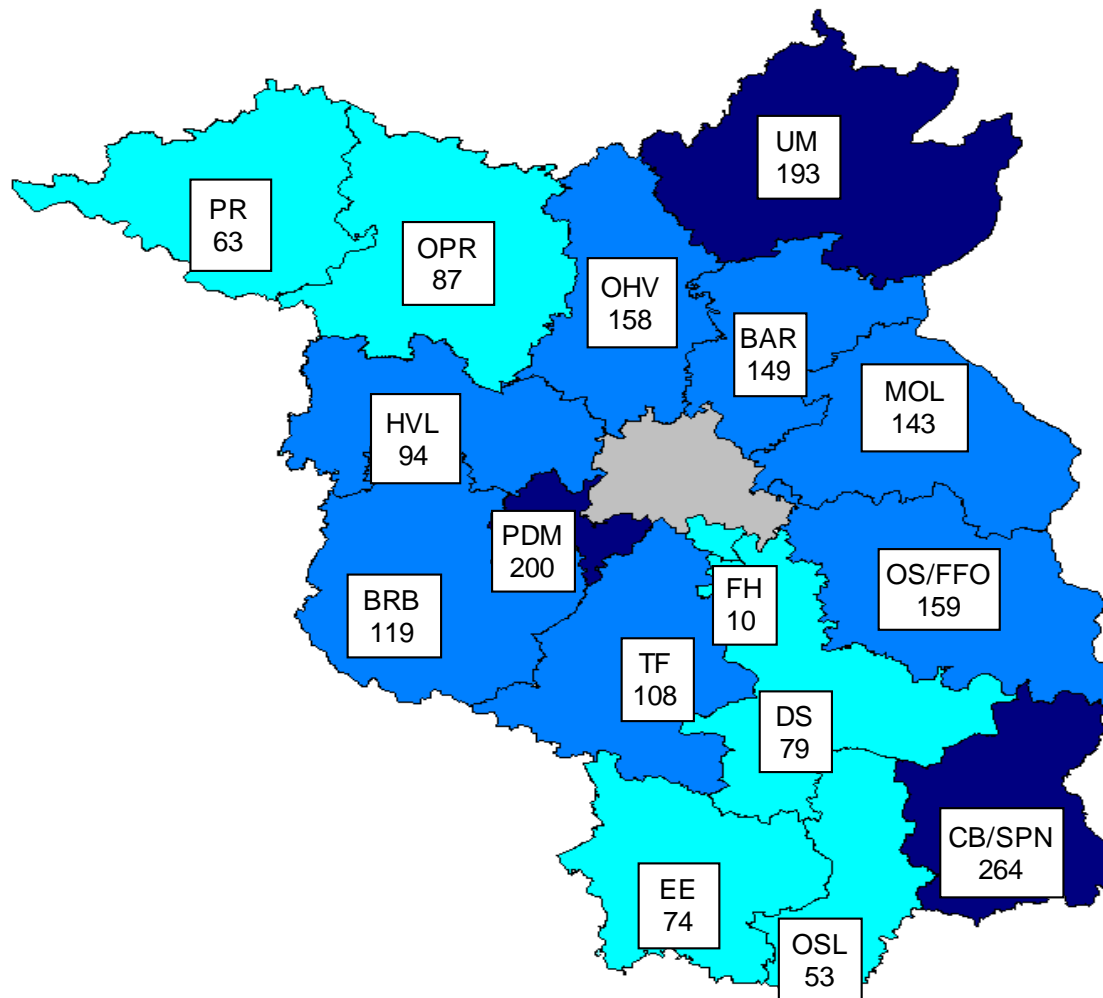 UM
193
PR
63
OPR
87
OHV
158
BAR
149
MOL
143
HVL
94
PDM
200
FH
10
OS/FFO
159
BRB
119
TF
108
DS
79
CB/SPN
264
EE
74
OSL
53